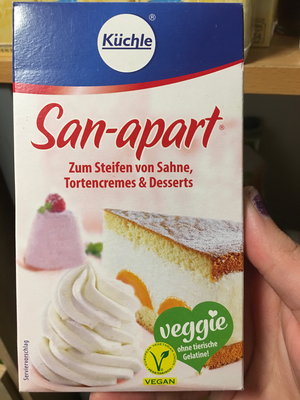 Küchle®
San-apart®
Zum Steifen von Sahne,
Tortencremes & Desserts
veggie
ohne tierische
Gelatine!
VEGAN
Serviervorschlag